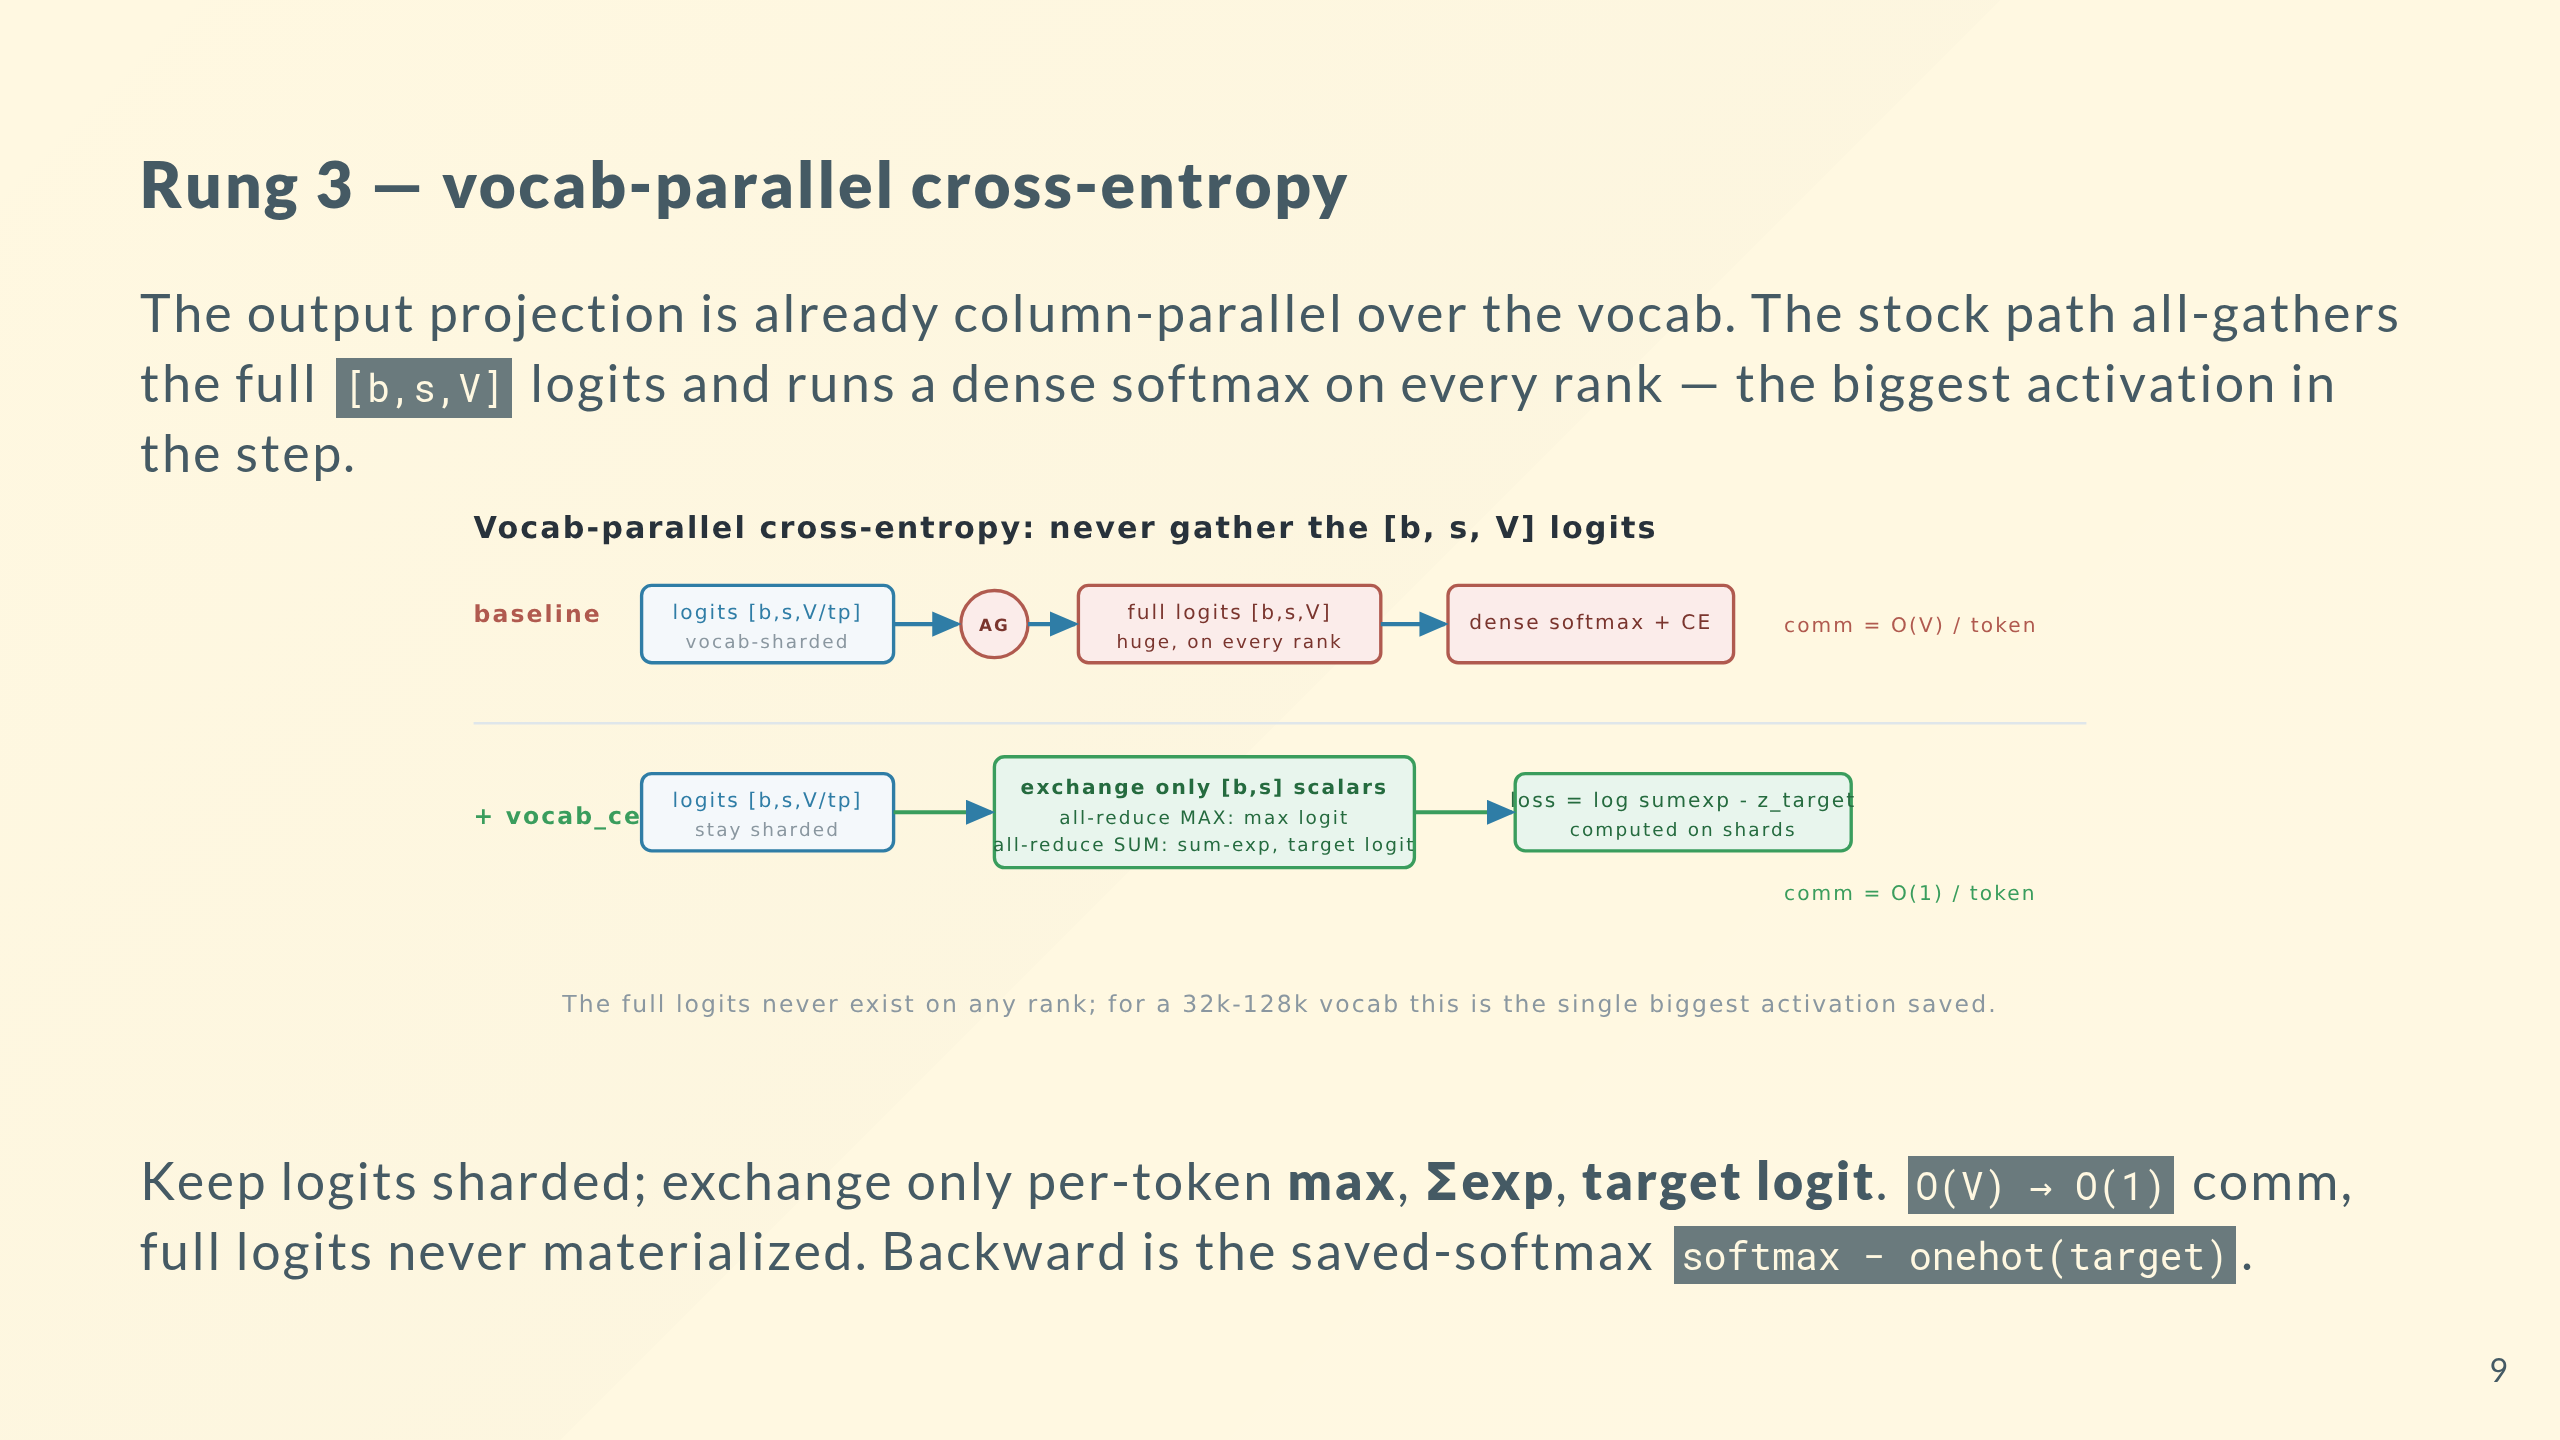 Rung 3 — vocab-parallel cross-entropy
The output projection is already column-parallel over the vocab. The stock path all-gathers
the full [b,s,V] logits and runs a dense softmax on every rank — the biggest activation in
the step.
Vocab-parallel cross-entropy: never gather the [b, s, V] logits
baseline
logits [b,s,V/tp]
vocab-sharded
AG
full logits [b,s,V]
huge, on every rank
dense softmax + CE
comm = O(V) / token
+ vocab_ce
logits [b,s,V/tp]
stay sharded
exchange only [b,s] scalars
all-reduce MAX: max logit
all-reduce SUM: sum-exp, target logit
loss = log sumexp - z_target
computed on shards
comm = O(1) / token
The full logits never exist on any rank; for a 32k-128k vocab this is the single biggest activation saved.
Keep logits sharded; exchange only per-token max, Σexp, target logit. O(V) → O(1) comm,
full logits never materialized. Backward is the saved-softmax softmax − onehot(target).
9